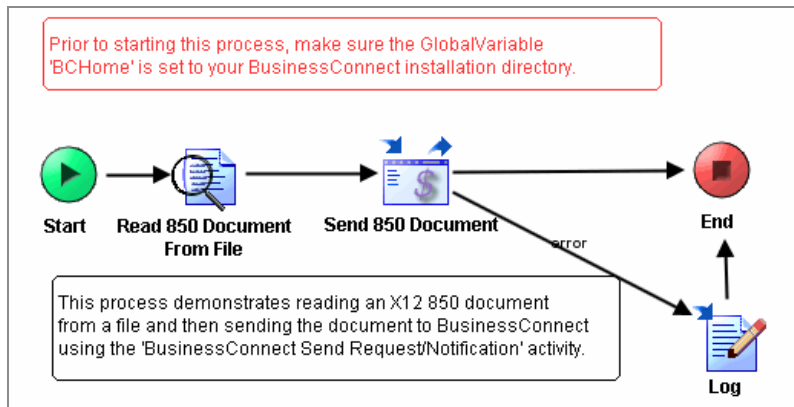 Prior to starting this process, make sure the GlobalVariable
'BCHome' is set to your BusinessConnect installation directory.
Start
Read 850 Document
From File
Send 850 Document
End
error
This process demonstrates reading an X12 850 document
from a file and then sending the document to BusinessConnect
using the 'BusinessConnect Send Request/Notification' activity.
Log